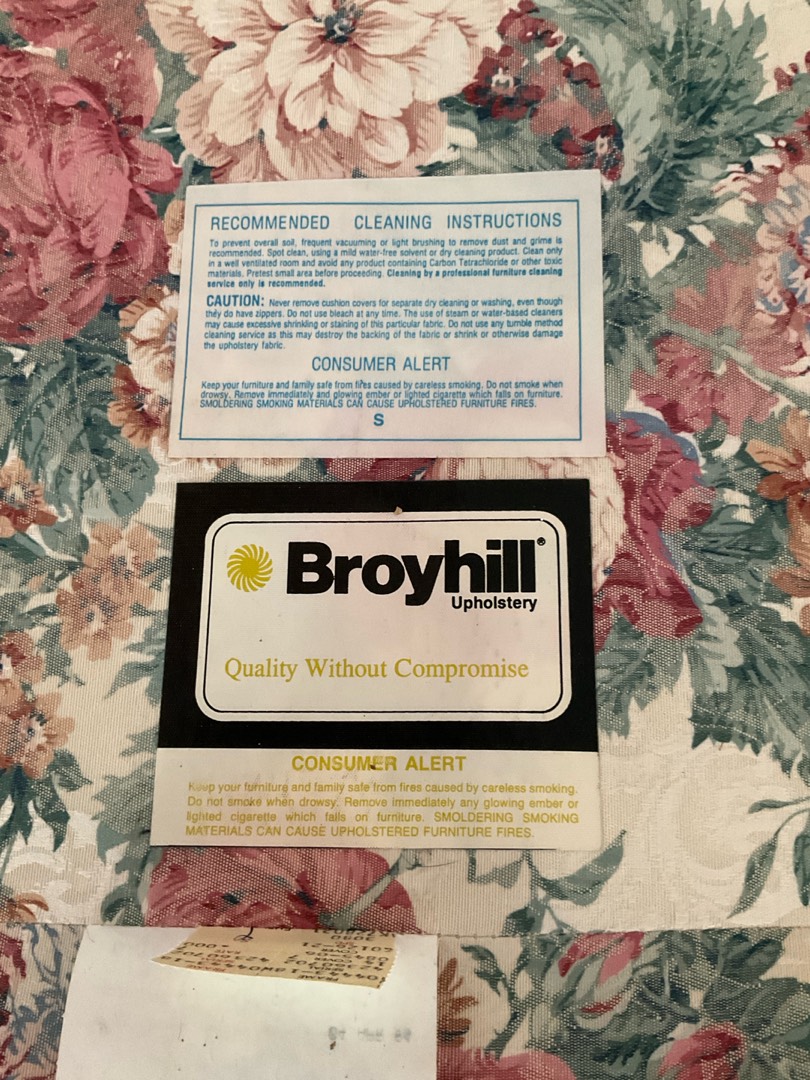 RECOMMENDED CLEANING INSTRUCTIONS
To prevent overall soil, frequent vacuuming or light brushing to remove dust and grime is
recommended. Spot clean, using a mild water-free solvent or dry cleaning product. Clean only
in a well ventilated room and avoid any product containing Carbon Tetrachloride or other toxic
materials. Pretest small area before proceeding. Cleaning by a professional furniture cleaning
service only is recommended.
CAUTION: Never remove cushion covers for separate dry cleaning or washing, even though
they do have zippers. Do not use bleach at any time. The use of steam or water-based cleaners
may cause excessive shrinking or staining of this particular fabric. Do not use any tumble method
cleaning service as this may destroy the backing of the fabric or shrink or otherwise damage
the upholstery fabric.
CONSUMER ALERT
Keep your furniture and family safe from fires caused by careless smoking. Do not smoke when
drowsy. Remove immediately and glowing ember or lighted cigarette which falls on furniture.
SMOLDERING SMOKING MATERIALS CAN CAUSE UPHOLSTERED FURNITURE FIRES.
S
Broyhill®
Upholstery
Quality Without Compromise
CONSUMER ALERT
Keep your furniture and family safe from fires caused by careless smoking.
Do not smoke when drowsy. Remove immediately any glowing ember or
lighted cigarette which falls on furniture. SMOLDERING SMOKING
MATERIALS CAN CAUSE UPHOLSTERED FURNITURE FIRES.